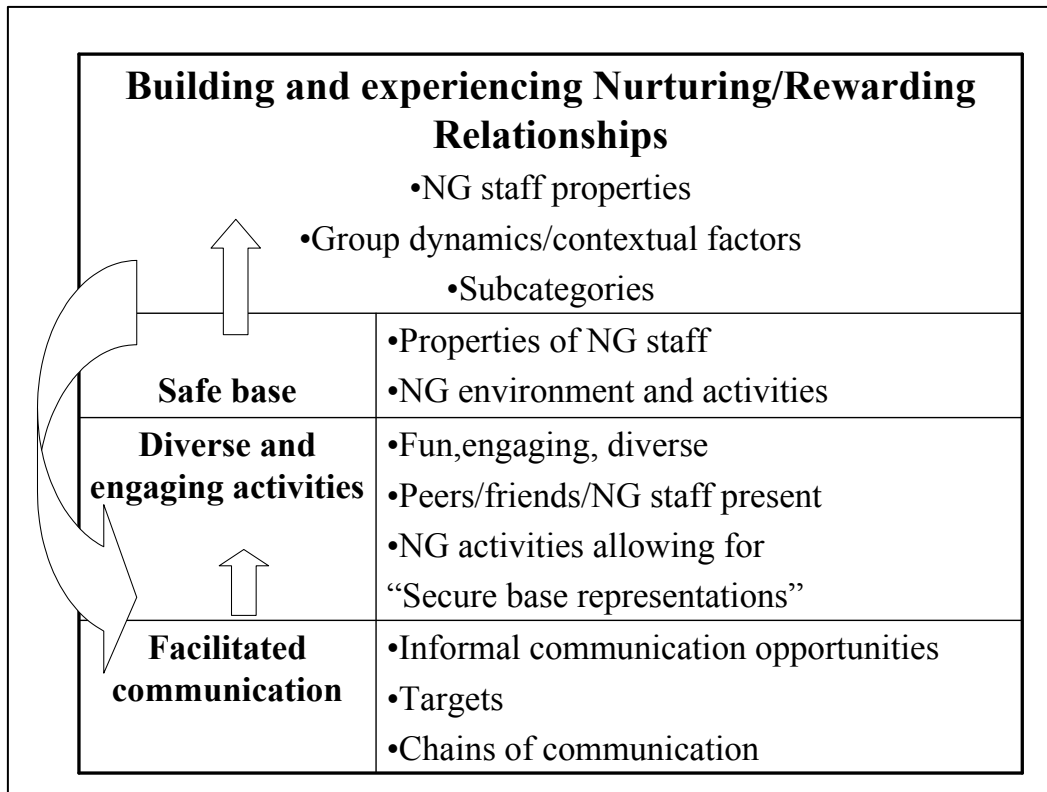 Building and experiencing Nurturing/Rewarding
Relationships
•NG staff properties
•Group dynamics/contextual factors
•Subcategories
Safe base
•Properties of NG staff
•NG environment and activities
Diverse and
engaging activities
•Fun,engaging, diverse
•Peers/friends/NG staff present
•NG activities allowing for
“Secure base representations”
Facilitated
communication
•Informal communication opportunities
•Targets
•Chains of communication